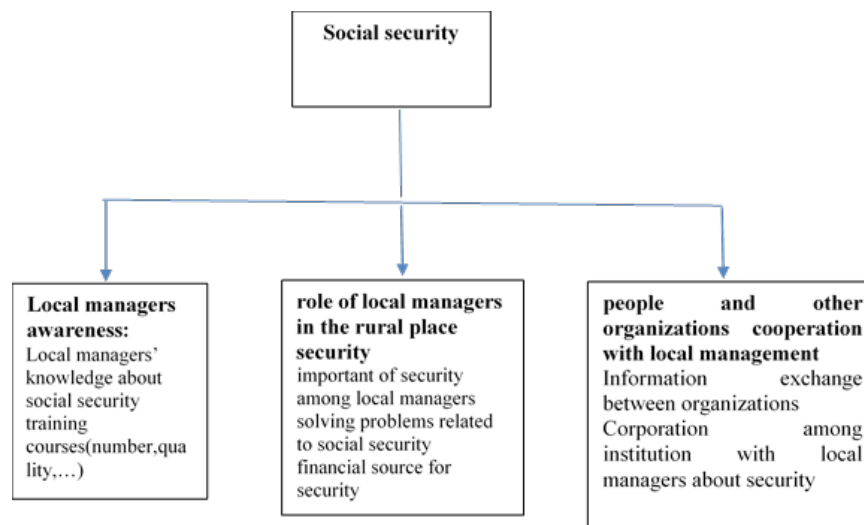 Social security
Local managers
awareness:
Local managers'
knowledge about
social security
training
courses(number,qua
lity,…)
role of local managers
in the rural place
security
important of security
among local managers
solving problems related
to social security
financial source for
security
people and other
organizations cooperation
with local management
Information exchange
between organizations
Corporation among
institution with local
managers about security